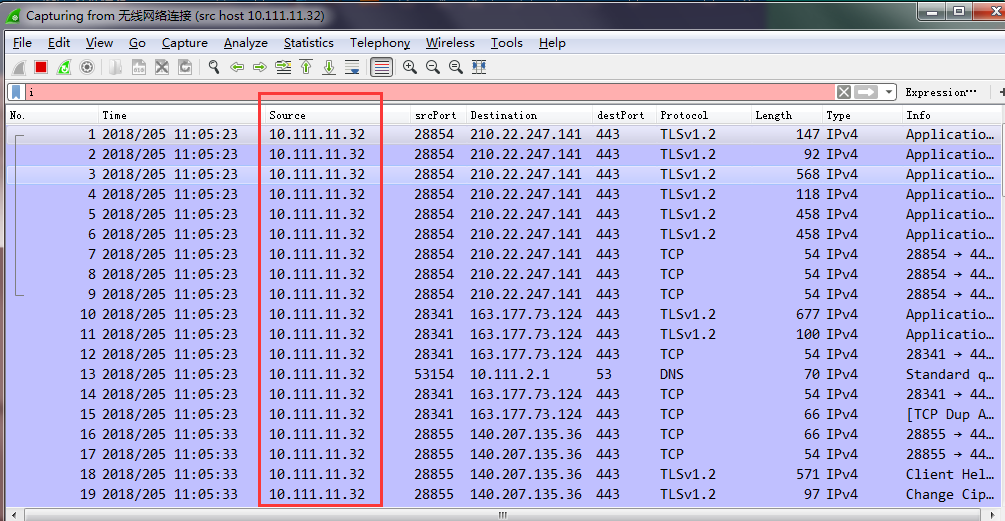 Capturing from 无线网络连接 (src host 10.111.11.32)
File Edit View Go Capture Analyze Statistics Telephony Wireless Tools Help
i Expression…
No. Time Source srcPort Destination destPort Protocol Length Type Info
1 2018/205 11:05:23 10.111.11.32 28854 210.22.247.141 443 TLSv1.2 147 IPv4 Applicatio…
2 2018/205 11:05:23 10.111.11.32 28854 210.22.247.141 443 TLSv1.2 92 IPv4 Applicatio…
3 2018/205 11:05:23 10.111.11.32 28854 210.22.247.141 443 TLSv1.2 568 IPv4 Applicatio…
4 2018/205 11:05:23 10.111.11.32 28854 210.22.247.141 443 TLSv1.2 118 IPv4 Applicatio…
5 2018/205 11:05:23 10.111.11.32 28854 210.22.247.141 443 TLSv1.2 458 IPv4 Applicatio…
6 2018/205 11:05:23 10.111.11.32 28854 210.22.247.141 443 TLSv1.2 458 IPv4 Applicatio…
7 2018/205 11:05:23 10.111.11.32 28854 210.22.247.141 443 TCP 54 IPv4 28854 → 44…
8 2018/205 11:05:23 10.111.11.32 28854 210.22.247.141 443 TCP 54 IPv4 28854 → 44…
9 2018/205 11:05:23 10.111.11.32 28854 210.22.247.141 443 TCP 54 IPv4 28854 → 44…
10 2018/205 11:05:23 10.111.11.32 28341 163.177.73.124 443 TLSv1.2 677 IPv4 Applicatio…
11 2018/205 11:05:23 10.111.11.32 28341 163.177.73.124 443 TLSv1.2 100 IPv4 Applicatio…
12 2018/205 11:05:23 10.111.11.32 28341 163.177.73.124 443 TCP 54 IPv4 28341 → 44…
13 2018/205 11:05:23 10.111.11.32 53154 10.111.2.1 53 DNS 70 IPv4 Standard q…
14 2018/205 11:05:23 10.111.11.32 28341 163.177.73.124 443 TCP 54 IPv4 28341 → 44…
15 2018/205 11:05:23 10.111.11.32 28341 163.177.73.124 443 TCP 66 IPv4 [TCP Dup A…
16 2018/205 11:05:33 10.111.11.32 28855 140.207.135.36 443 TCP 66 IPv4 28855 → 44…
17 2018/205 11:05:33 10.111.11.32 28855 140.207.135.36 443 TCP 54 IPv4 28855 → 44…
18 2018/205 11:05:33 10.111.11.32 28855 140.207.135.36 443 TLSv1.2 571 IPv4 Client Hel…
19 2018/205 11:05:33 10.111.11.32 28855 140.207.135.36 443 TLSv1.2 97 IPv4 Change Cip…